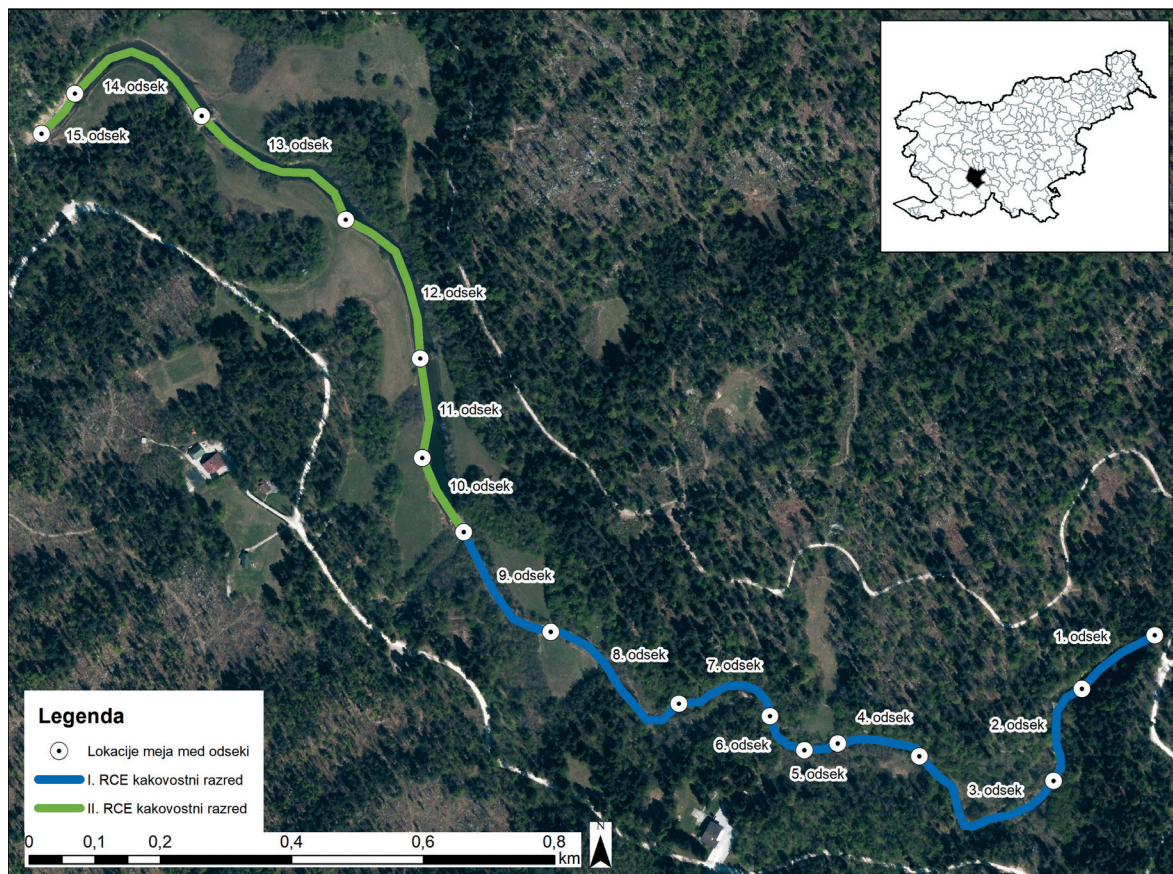 14. odsek
15. odsek
13. odsek
12. odsek
11. odsek
10. odsek
9. odsek
8. odsek
7. odsek
6. odsek
5. odsek
4. odsek
3. odsek
2. odsek
1. odsek
Legenda
Lokacije meja med odseki
I. RCE kakovostni razred
II. RCE kakovostni razred
0 0,1 0,2 0,4 0,6 0,8
km
N